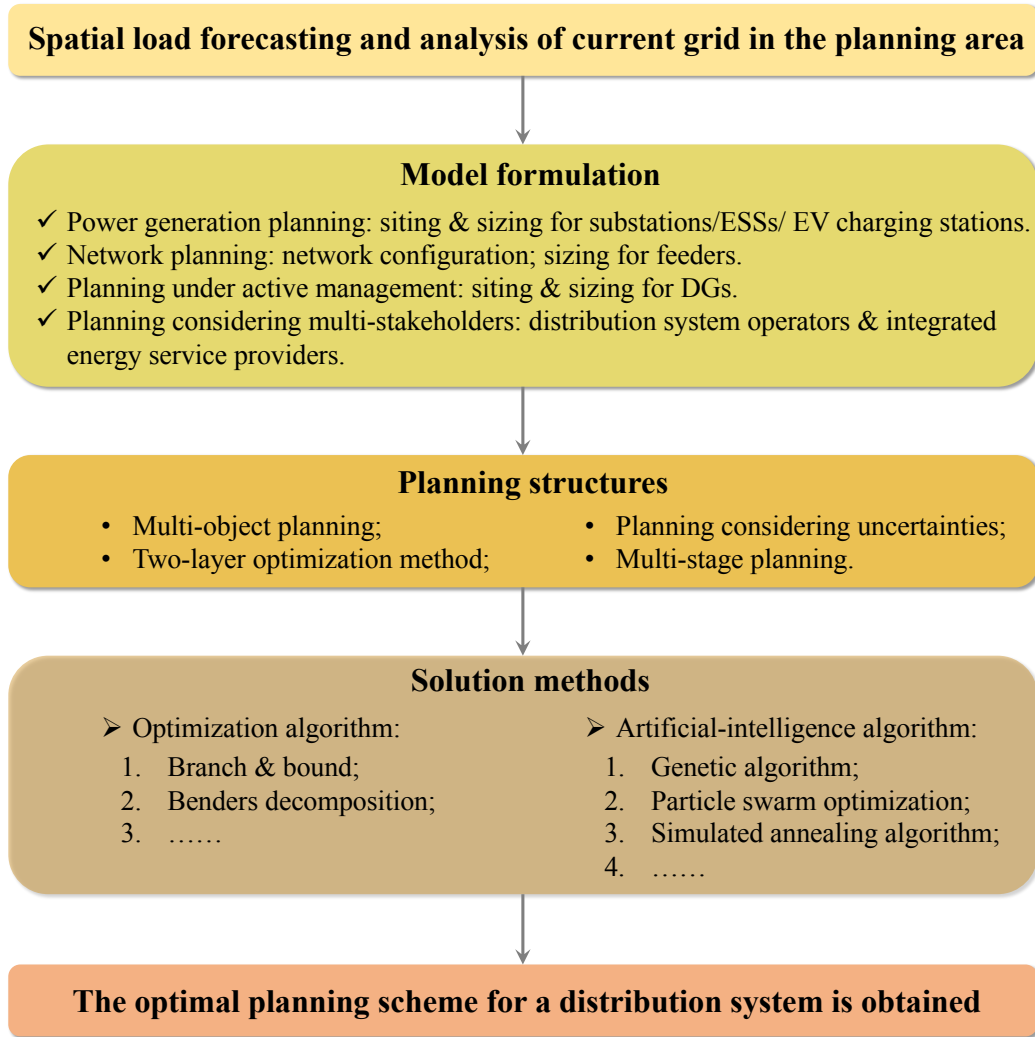 Spatial load forecasting and analysis of current grid in the planning area
Model formulation
✓ Power generation planning: siting & sizing for substations/ESSs/ EV charging stations.
✓ Network planning: network configuration; sizing for feeders.
✓ Planning under active management: siting & sizing for DGs.
✓ Planning considering multi-stakeholders: distribution system operators & integrated
energy service providers.
Planning structures
• Multi-object planning;
• Two-layer optimization method;
• Planning considering uncertainties;
• Multi-stage planning.
Solution methods
➢ Optimization algorithm:
1. Branch & bound;
2. Benders decomposition;
3. ……
➢ Artificial-intelligence algorithm:
1. Genetic algorithm;
2. Particle swarm optimization;
3. Simulated annealing algorithm;
4. ……
The optimal planning scheme for a distribution system is obtained